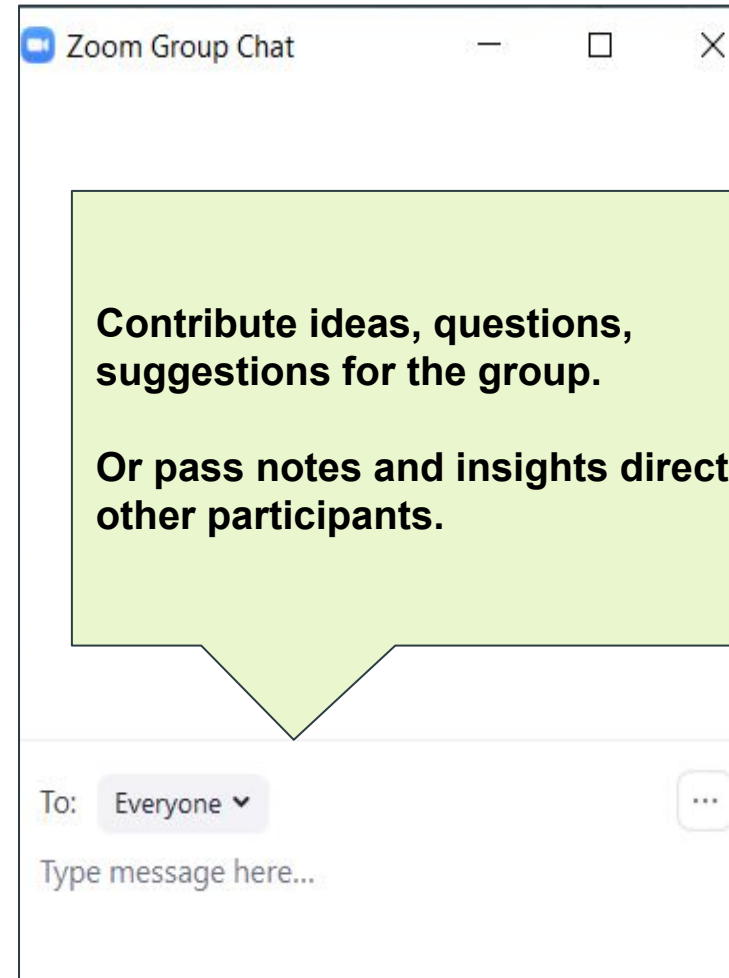 Zoom Group Chat
Contribute ideas, questions,
suggestions for the group.
Or pass notes and insights direct
other participants.
To: Everyone
Type message here...